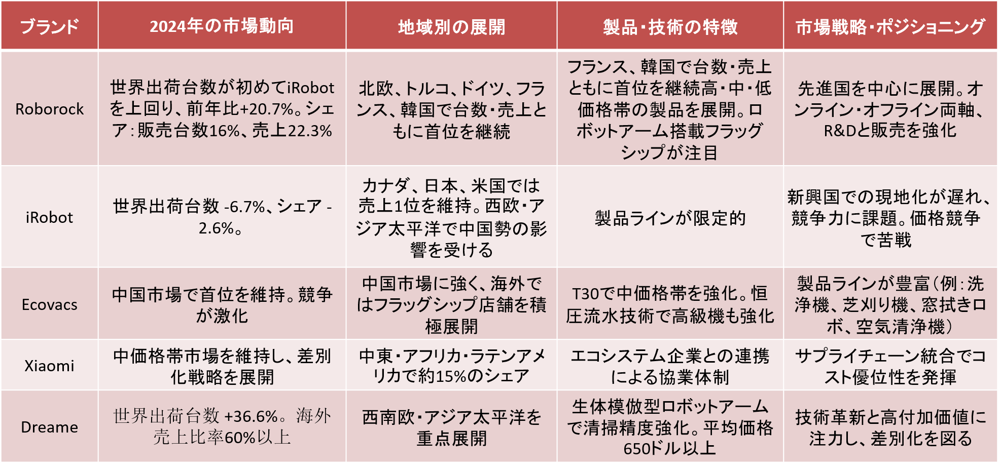 ブランド
2024年の市場動向
地域別の展開
製品・技術の特徴
市場戦略・ポジショニング
Roborock
世界出荷台数が初めてiRobot
を上回り、前年比+20.7%。シェ
ア：販売台数16%、売上22.3%
北欧、トルコ、ドイツ、フラ
ンス、韓国で台数・売上と
もに首位を継続
フランス、韓国で台数・売上
ともに首位を継続高・中・低
価格帯の製品を展開。ロ
ボットアーム搭載フラッグ
シップが注目
先進国を中心に展開。オ
ンライン・オフライン両軸、
R&Dと販売を強化
iRobot
世界出荷台数 -6.7%、シェア -
2.6%。
カナダ、日本、米国では
売上1位を維持。西欧・ア
ジア太平洋で中国勢の影
響を受ける
製品ラインが限定的
新興国での現地化が遅れ、
競争力に課題。価格競争
で苦戦
Ecovacs
中国市場で首位を維持。競争
が激化
中国市場に強く、海外で
はフラッグシップ店舗を積
極展開
T30で中価格帯を強化。恒
圧流水技術で高級機も強化
製品ラインが豊富（例：洗
浄機、芝刈り機、窓拭きロ
ボ、空気清浄機）
Xiaomi
中価格帯市場を維持し、差別
化戦略を展開
中東・アフリカ・ラテンアメ
リカで約15%のシェア
エコシステム企業との連携
による協業体制
サプライチェーン統合でコ
スト優位性を発揮
Dreame
世界出荷台数 +36.6%。海外
売上比率60%以上
西南欧・アジア太平洋を
重点展開
生体模倣型ロボットアーム
で清掃精度強化。平均価格
650ドル以上
技術革新と高付加価値に
注力し、差別化を図る